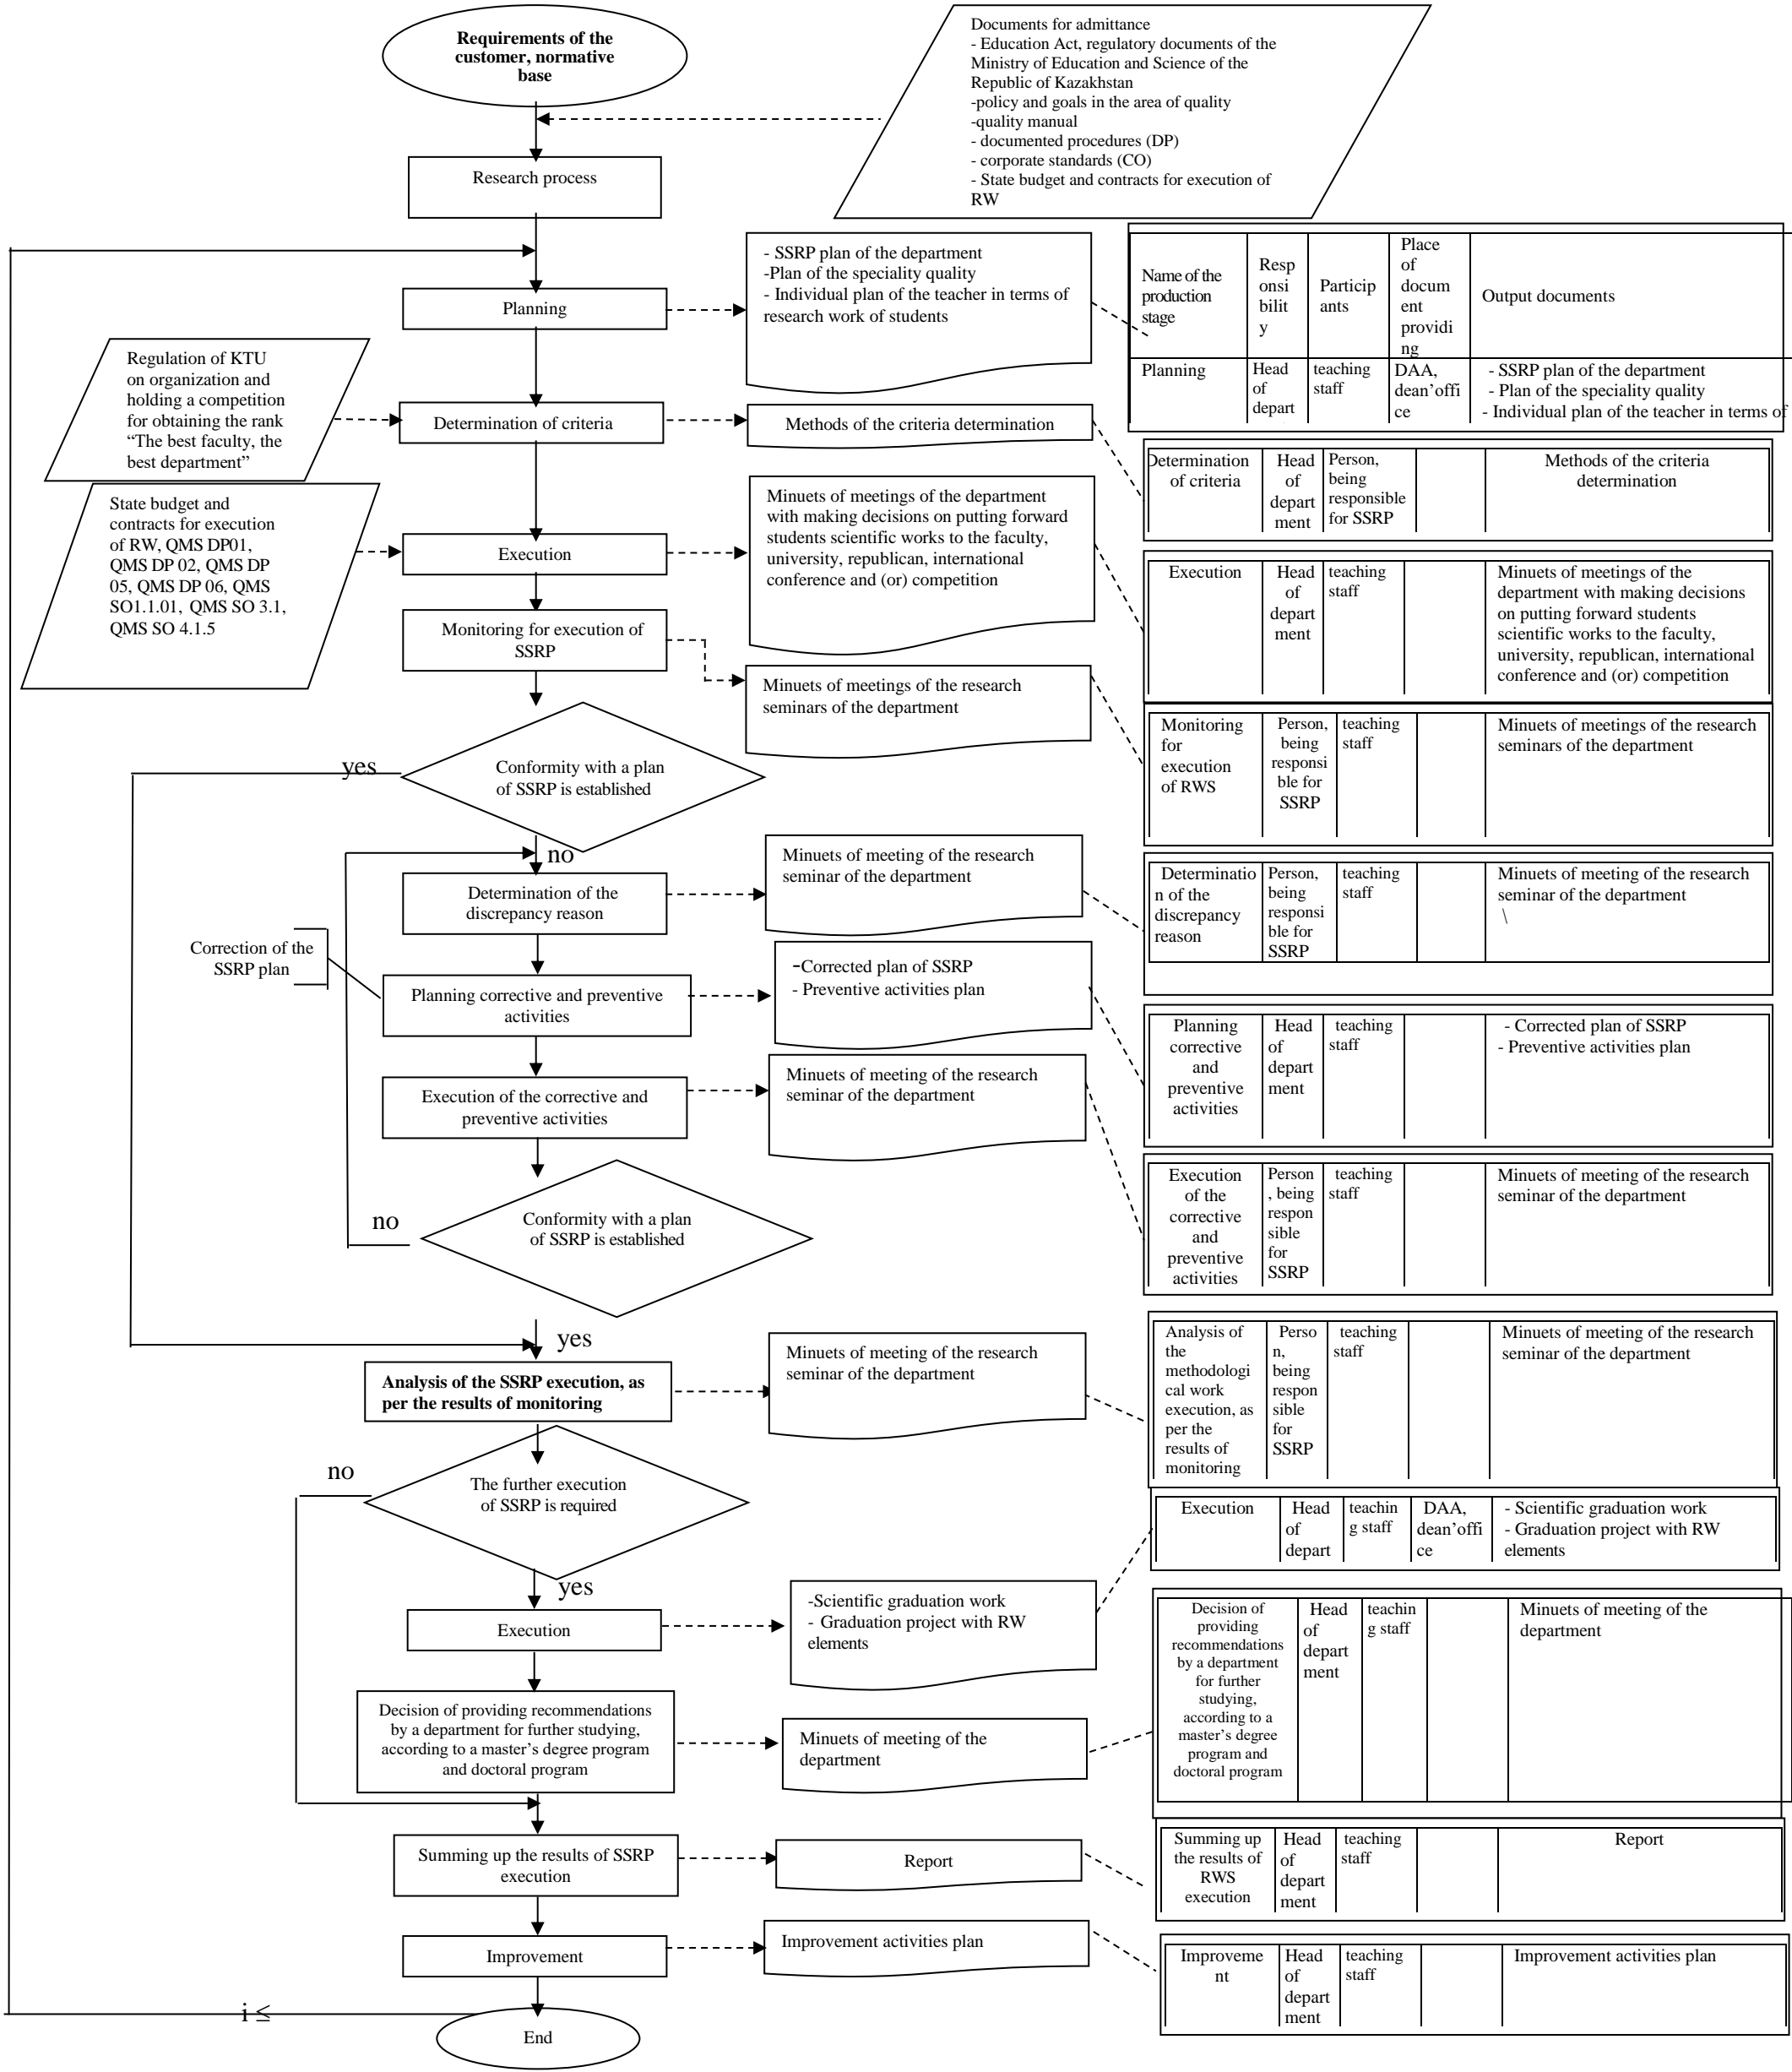 Requirements of the
customer, normative
base
Documents for admittance
- Education Act, regulatory documents of the
Ministry of Education and Science of the
Republic of Kazakhstan
-policy and goals in the area of quality
-quality manual
- documented procedures (DP)
- corporate standards (CO)
- State budget and contracts for execution of
RW
Research process
Planning
- SSRP plan of the department
-Plan of the speciality quality
- Individual plan of the teacher in terms of
research work of students
Name of the
production
stage
Resp
onsi
bilit
y
Particip
ants
Place
of
docum
ent
providi
ng
Output documents
Planning
Head
of
depart
teaching
staff
DAA,
dean’offi
ce
- SSRP plan of the department
- Plan of the speciality quality
- Individual plan of the teacher in terms of
Regulation of KTU
on organization and
holding a competition
for obtaining the rank
“The best faculty, the
best department”
Determination of criteria
Methods of the criteria determination
Determination
of criteria
Head
of
depart
ment
Person,
being
responsible
for SSRP
Methods of the criteria
determination
State budget and
contracts for execution
of RW, QMS DP01,
QMS DP 02, QMS DP
05, QMS DP 06, QMS
SO1.1.01, QMS SO 3.1,
QMS SO 4.1.5
Execution
Minuets of meetings of the department
with making decisions on putting forward
students scientific works to the faculty,
university, republican, international
conference and (or) competition
Execution
Head
of
depart
ment
teaching
staff
Minuets of meetings of the
department with making decisions
on putting forward students
scientific works to the faculty,
university, republican, international
conference and (or) competition
Monitoring for execution of
SSRP
Minuets of meetings of the research
seminars of the department
Monitoring
for
execution
of RWS
Person,
being
responsi
ble for
SSRP
teaching
staff
Minuets of meetings of the research
seminars of the department
yes
Conformity with a plan
of SSRP is established
no
Determination of the
discrepancy reason
Minuets of meeting of the research
seminar of the department
Determinatio
n of the
discrepancy
reason
Person,
being
responsi
ble for
SSRP
teaching
staff
Minuets of meeting of the research
seminar of the department
\
Correction of the
SSRP plan
Planning corrective and preventive
activities
-Corrected plan of SSRP
- Preventive activities plan
Planning
corrective
and
preventive
activities
Head
of
depart
ment
teaching
staff
- Corrected plan of SSRP
- Preventive activities plan
Execution of the corrective and
preventive activities
Minuets of meeting of the research
seminar of the department
Execution
of the
corrective
and
preventive
activities
Person
, being
respon
sible
for
SSRP
teaching
staff
Minuets of meeting of the research
seminar of the department
no
Conformity with a plan
of SSRP is established
yes
Analysis of the SSRP execution, as
per the results of monitoring
Minuets of meeting of the research
seminar of the department
Analysis of
the
methodologi
cal work
execution, as
per the
results of
monitoring
Perso
n,
being
respon
sible
for
SSRP
teaching
staff
Minuets of meeting of the research
seminar of the department
no
The further execution
of SSRP is required
yes
Execution
-Scientific graduation work
- Graduation project with RW
elements
Execution
Head
of
depart
teachin
g staff
DAA,
dean’offi
ce
- Scientific graduation work
- Graduation project with RW
elements
Decision of providing recommendations
by a department for further studying,
according to a master’s degree program
and doctoral program
Minuets of meeting of the
department
Decision of
providing
recommendations
by a department
for further
studying,
according to a
master’s degree
program and
doctoral program
Head
of
depart
ment
teachin
g staff
Minuets of meeting of the
department
Summing up the results of SSRP
execution
Report
Summing up
the results of
RWS
execution
Head
of
depart
ment
teaching
staff
Report
Improvement
Improvement activities plan
Improveme
nt
Head
of
depart
ment
teaching
staff
Improvement activities plan
i ≤
End